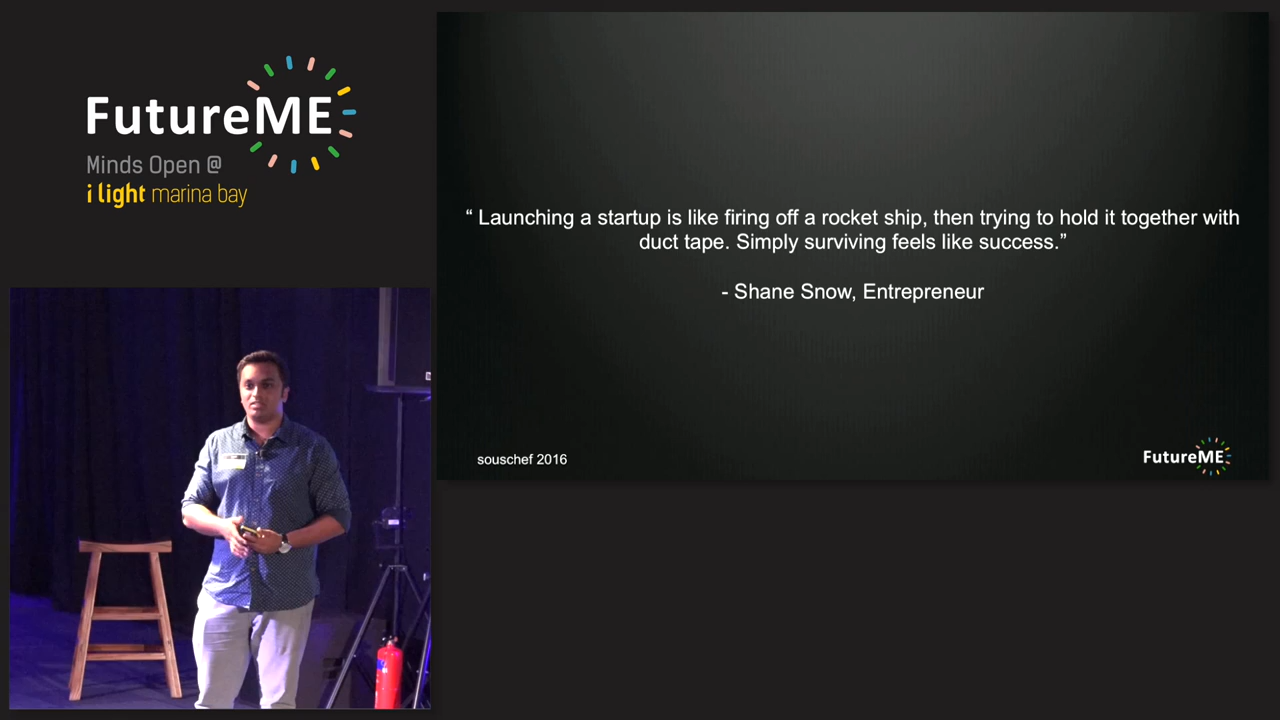 FutureME
Minds Open @
i light marina bay
“ Launching a startup is like firing off a rocket ship, then trying to hold it together with
duct tape. Simply surviving feels like success.”
- Shane Snow, Entrepreneur
souschef 2016
FutureME